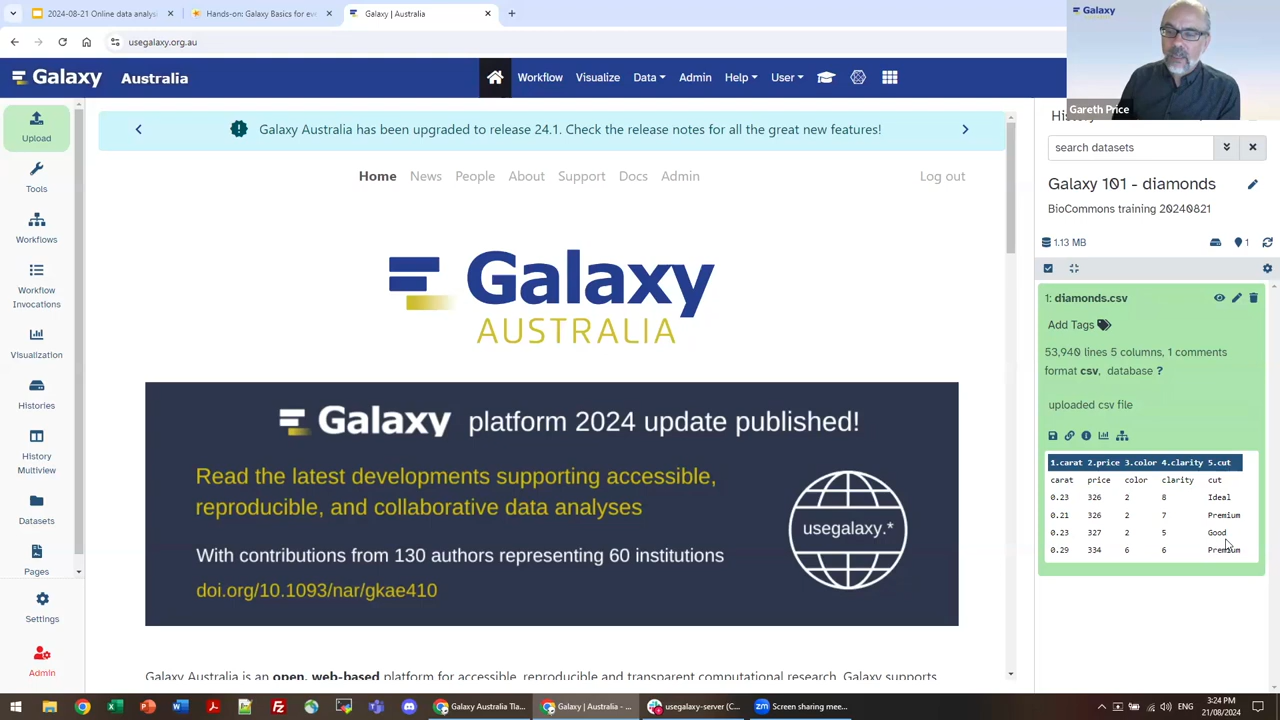 2024-08-21 Online data analysi
Hands-on: Galaxy Basics for eve
Galaxy | Australia
usegalaxy.org.au
Galaxy
Gareth Price
Galaxy Australia
Workflow
Visualize
Data
Admin
Help
User
Upload
Tools
Workflows
Workflow
Invocations
Visualization
Histories
History
Multiview
Datasets
Pages
Settings
Admin
Galaxy Australia has been upgraded to release 24.1. Check the release notes for all the great new features!
Home News People About Support Docs Admin Log out
Galaxy
AUSTRALIA
Galaxy platform 2024 update published!
Read the latest developments supporting accessible,
reproducible, and collaborative data analyses
With contributions from 130 authors representing 60 institutions
doi.org/10.1093/nar/gkae410
usegalaxy.*
Galaxy Australia is an open, web-based platform for accessible, reproducible and transparent computational research. Galaxy supports
search datasets
Galaxy 101 - diamonds
BioCommons training 20240821
1.13 MB
1
1: diamonds.csv
Add Tags
53,940 lines 5 columns, 1 comments
format csv, database ?
uploaded csv file
1.carat 2.price 3.color 4.clarity 5.cut
carat price color clarity cut
0.23 326 2 8 Ideal
0.21 326 2 7 Premium
0.23 327 2 5 Good
0.29 334 6 6 Premium
Galaxy Australia Tla...
Galaxy | Australia - ...
usegalaxy-server (C...
Screen sharing mee...
3:24 PM
21/08/2024